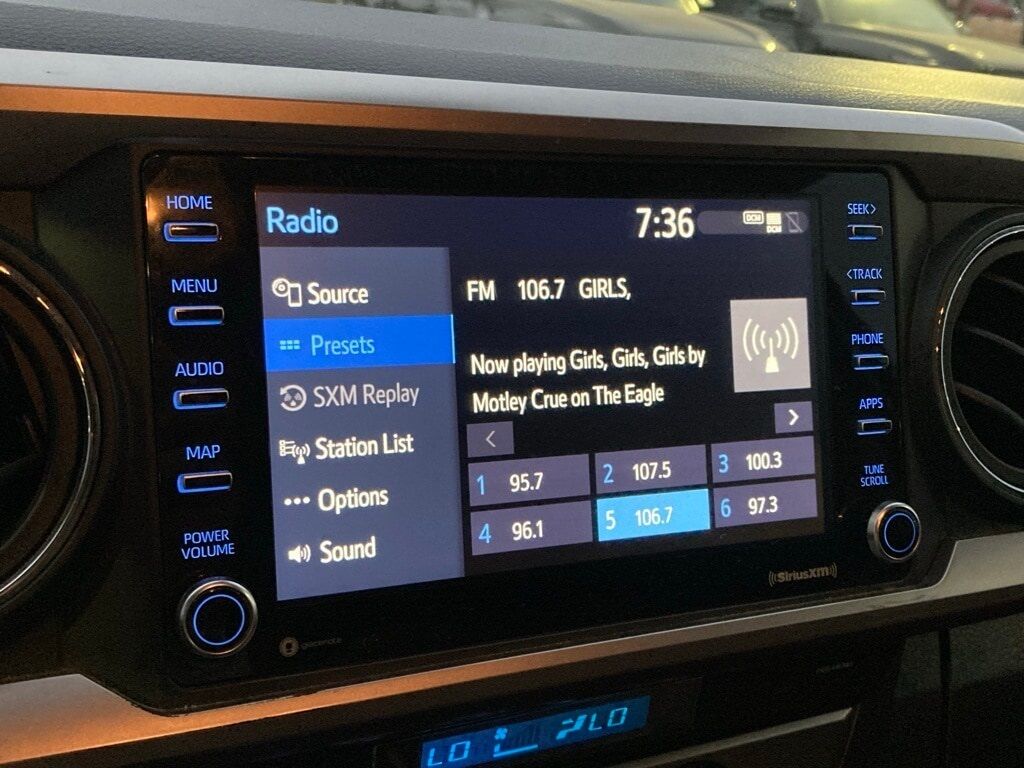 HOME
MENU
AUDIO
MAP
POWER
VOLUME
Radio
7:36
DCM
DCM
Source
Presets
SXM Replay
Station List
Options
Sound
FM 106.7 GIRLS,
Now playing Girls, Girls, Girls by
Motley Crue on The Eagle
<
>
1 95.7
2 107.5
3 100.3
4 96.1
5 106.7
6 97.3
SEEK>
<TRACK
PHONE
APPS
TUNE
SCROLL
SiriusXM
LO
LO